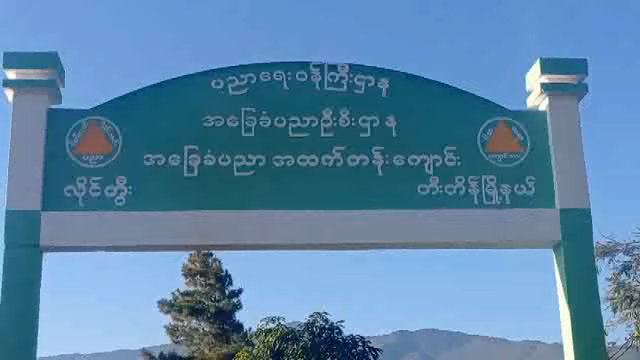 ပညာရေးဝန်ကြီးဌာန
အခြေခံပညာဦးစီးဌာန
အခြေခံပညာ အထက်တန်းကျောင်း
လိုင်တွီး တီးတိန်မြို့နယ်